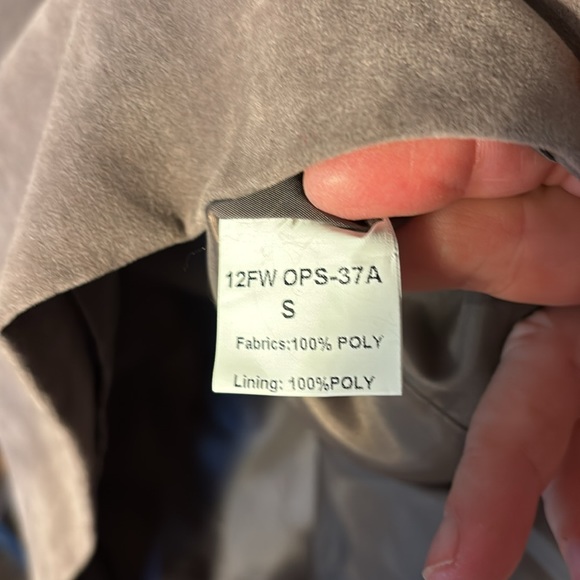 12FW OPS-37A
S
Fabrics:100% POLY
Lining: 100%POLY